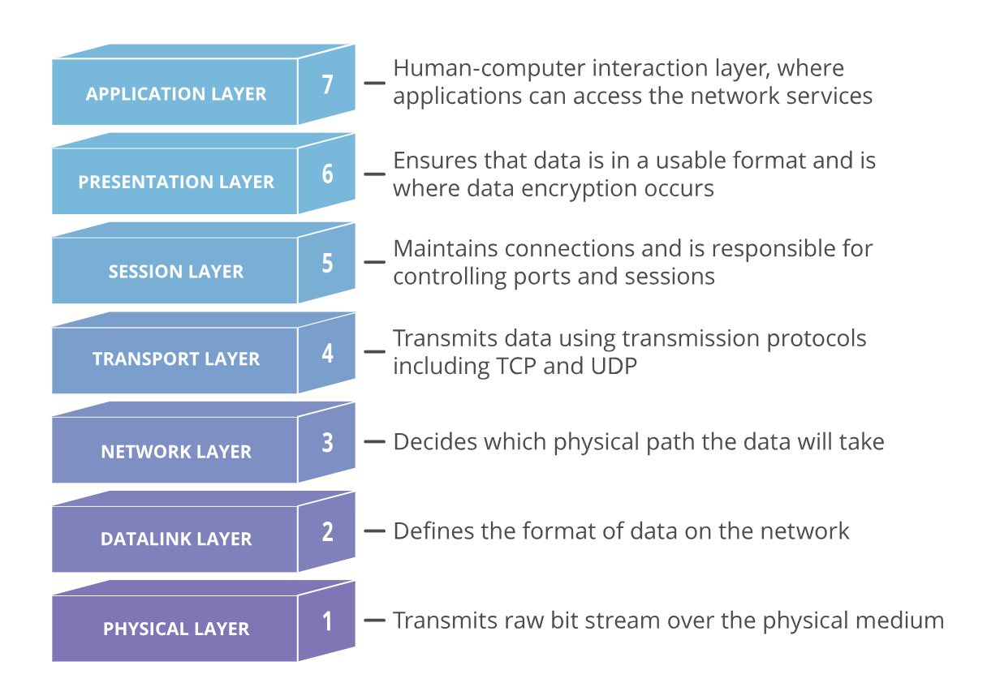 APPLICATION LAYER
7
Human-computer interaction layer, where
applications can access the network services
PRESENTATION LAYER
6
Ensures that data is in a usable format and is
where data encryption occurs
SESSION LAYER
5
Maintains connections and is responsible for
controlling ports and sessions
TRANSPORT LAYER
4
Transmits data using transmission protocols
including TCP and UDP
NETWORK LAYER
3
Decides which physical path the data will take
DATALINK LAYER
2
Defines the format of data on the network
PHYSICAL LAYER
1
Transmits raw bit stream over the physical medium